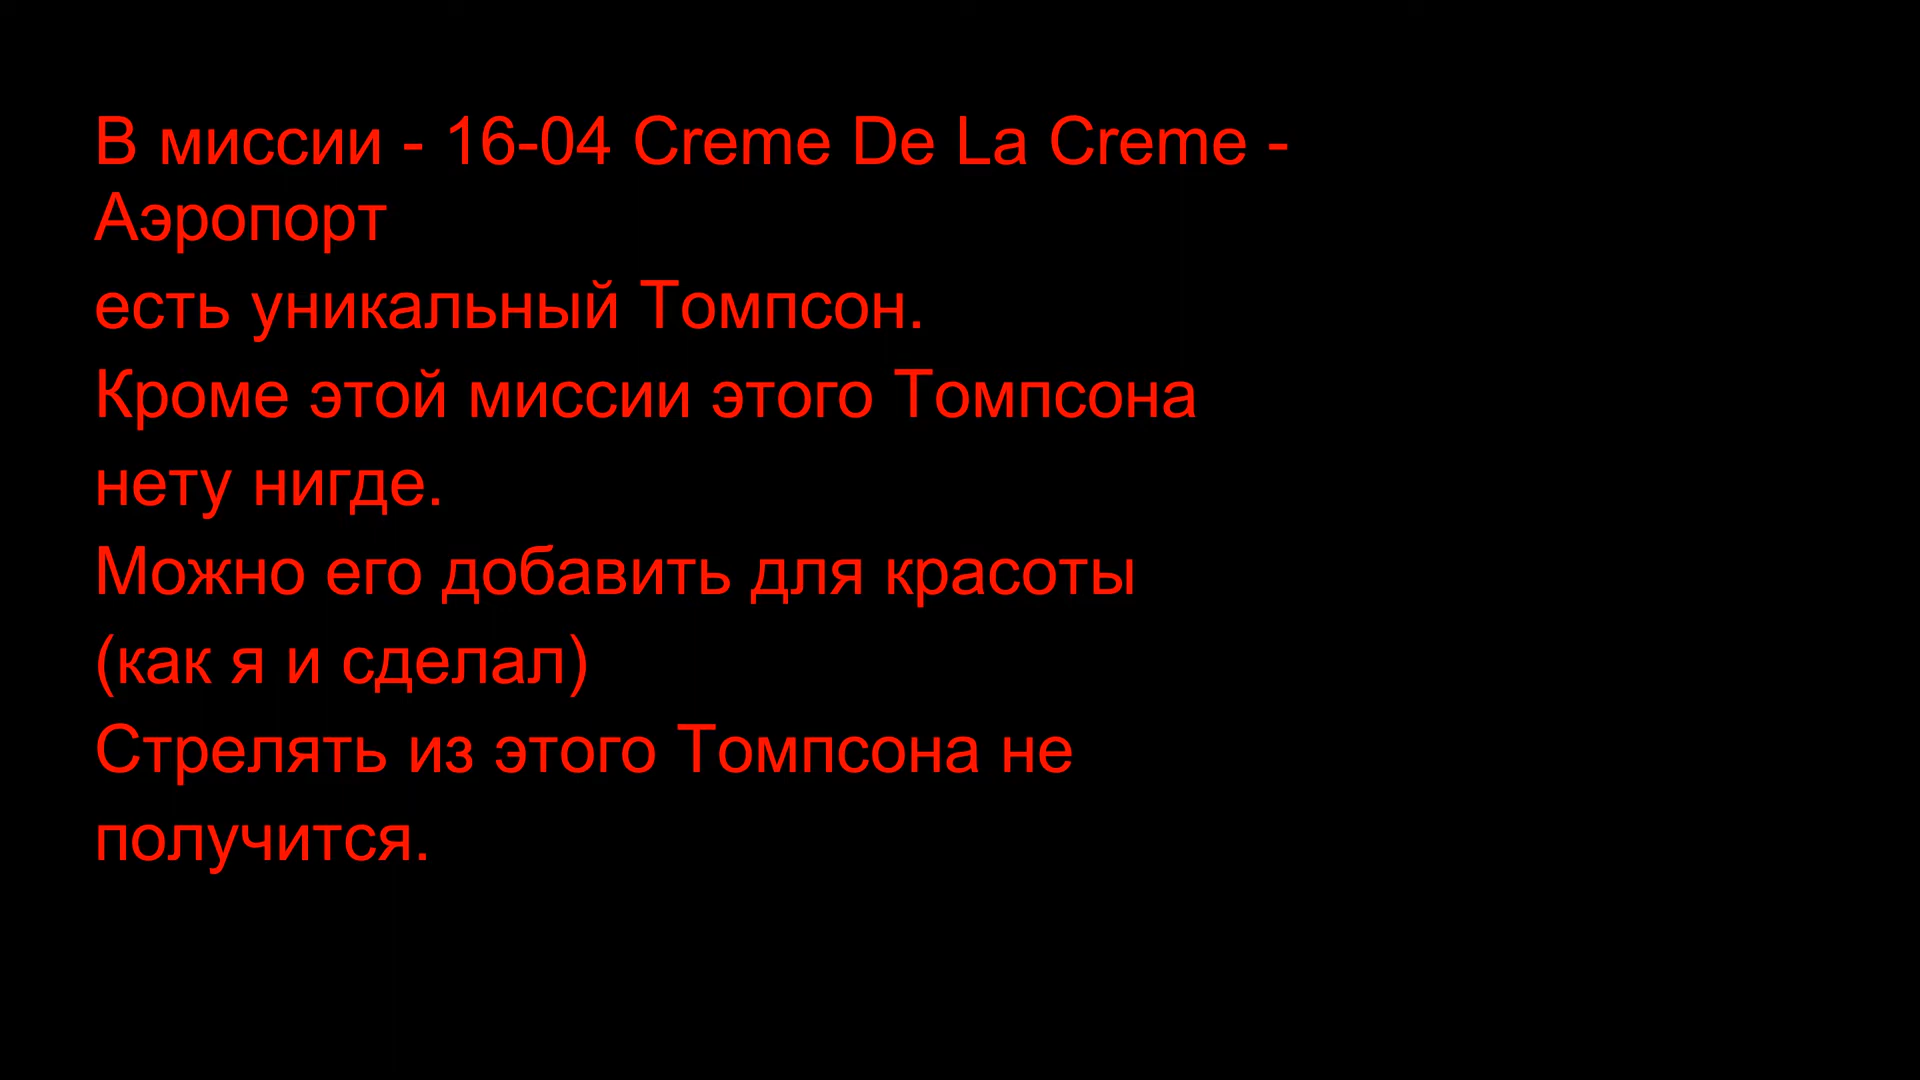 В миссии - 16-04 Creme De La Creme -
Аэропорт
есть уникальный Томпсон.
Кроме этой миссии этого Томпсона
нету нигде.
Можно его добавить для красоты
(как я и сделал)
Стрелять из этого Томпсона не
получится.